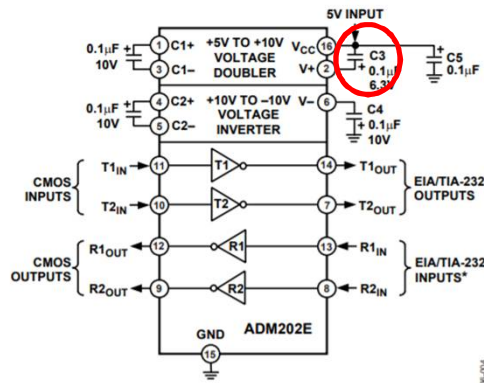 5V INPUT
0.1µF
10V
1
C1+
3
C1–
+5V TO +10V
VOLTAGE
DOUBLER
VCC
16
V+
2
C3
0.1µF
6.3V
C5
0.1µF
0.1µF
10V
4
C2+
5
C2–
+10V TO –10V
VOLTAGE
INVERTER
V–
6
C4
0.1µF
10V
CMOS
INPUTS
T1IN
11
T1
14
T1OUT
T2IN
10
T2
7
T2OUT
EIA/TIA-232
OUTPUTS
CMOS
OUTPUTS
R1OUT
12
R1
13
R1IN
R2OUT
9
R2
8
R2IN
EIA/TIA-232
INPUTS*
GND
15
ADM202E